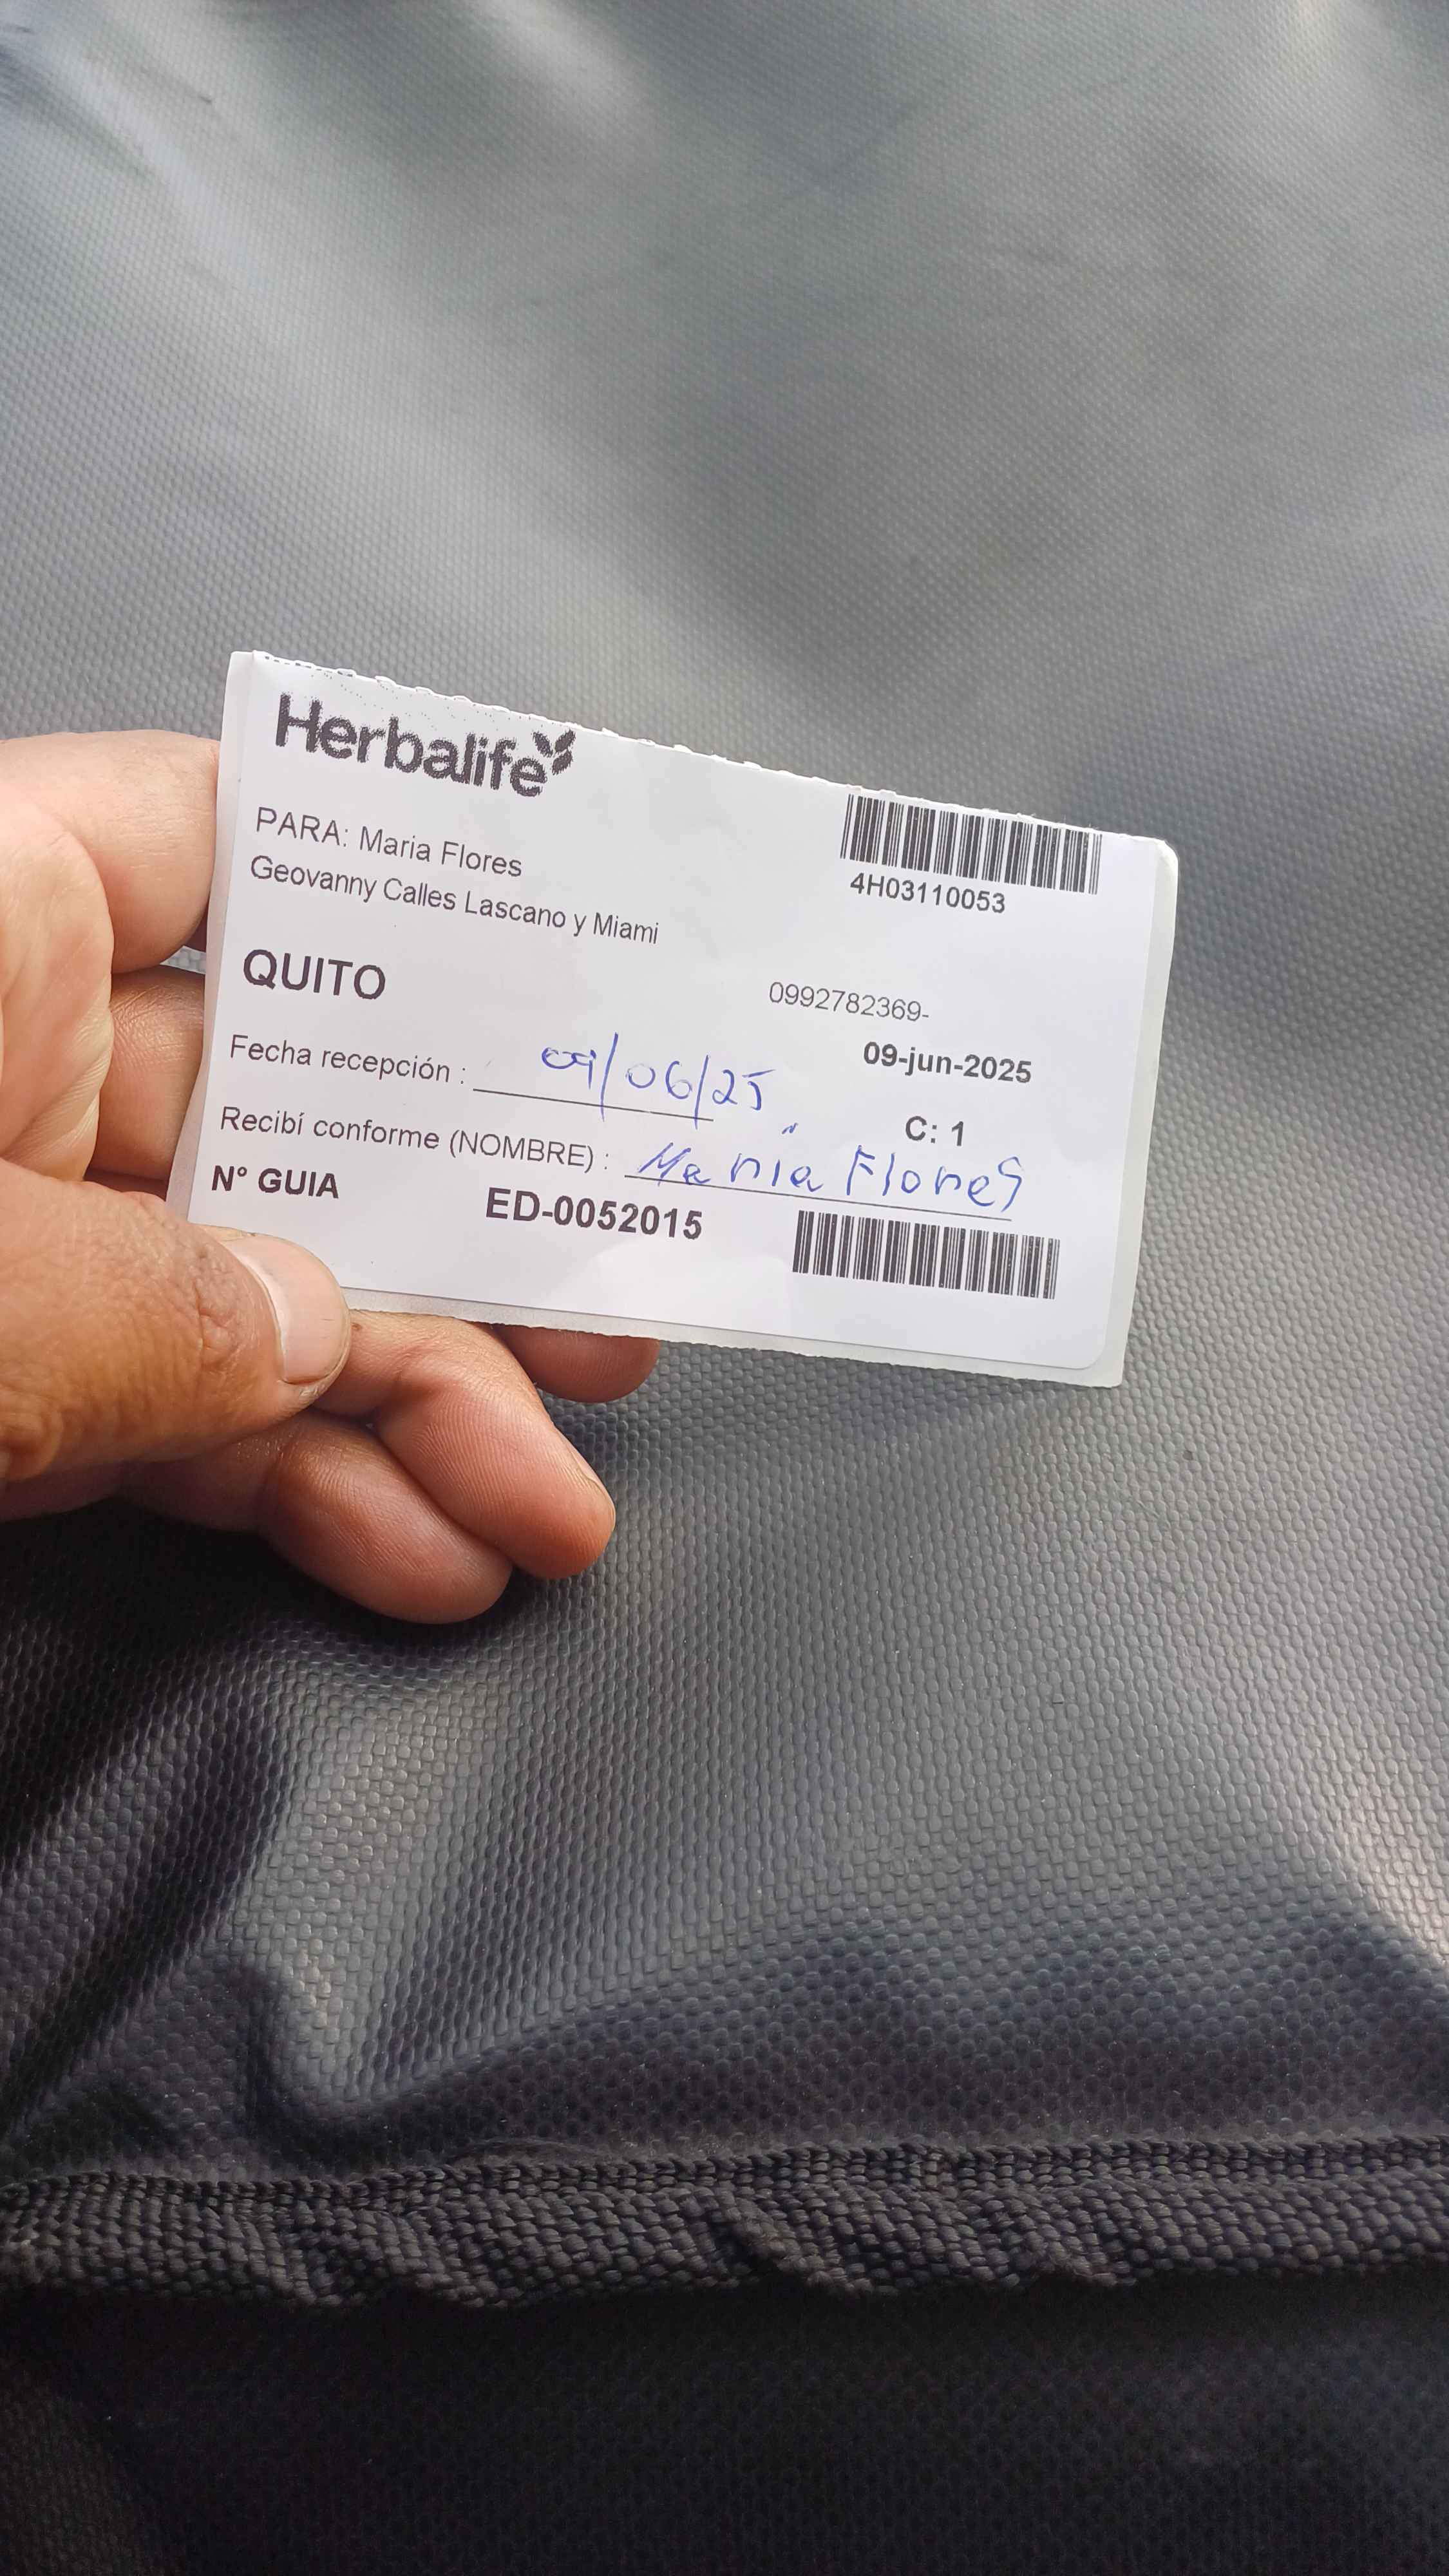 Herbalife
PARA: Maria Flores
Geovanny Calles Lascano y Miami
4H03110053
QUITO
0992782369-
09-jun-2025
Fecha recepción : 09/06/25
C: 1
Recibí conforme (NOMBRE) : Maria Flores
N° GUIA ED-0052015